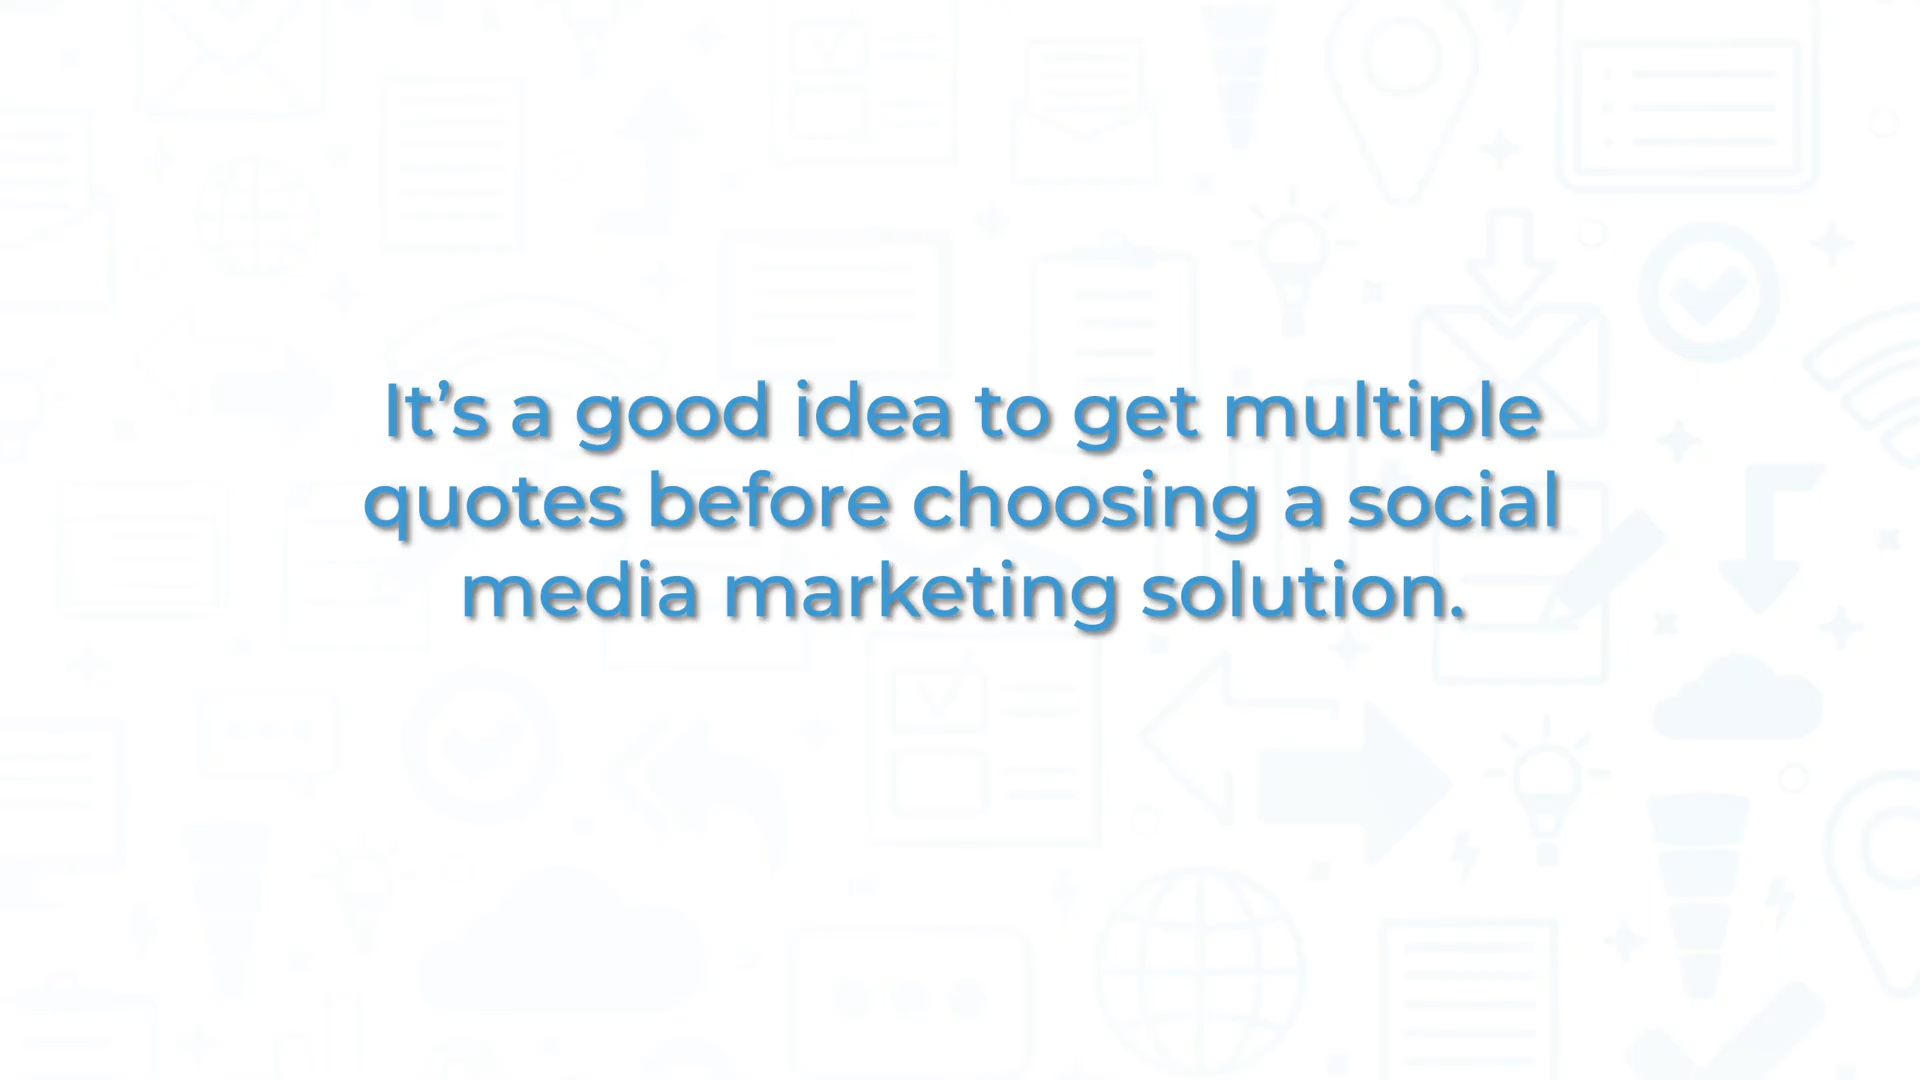 It’s a good idea to get multiple
quotes before choosing a social
media marketing solution.